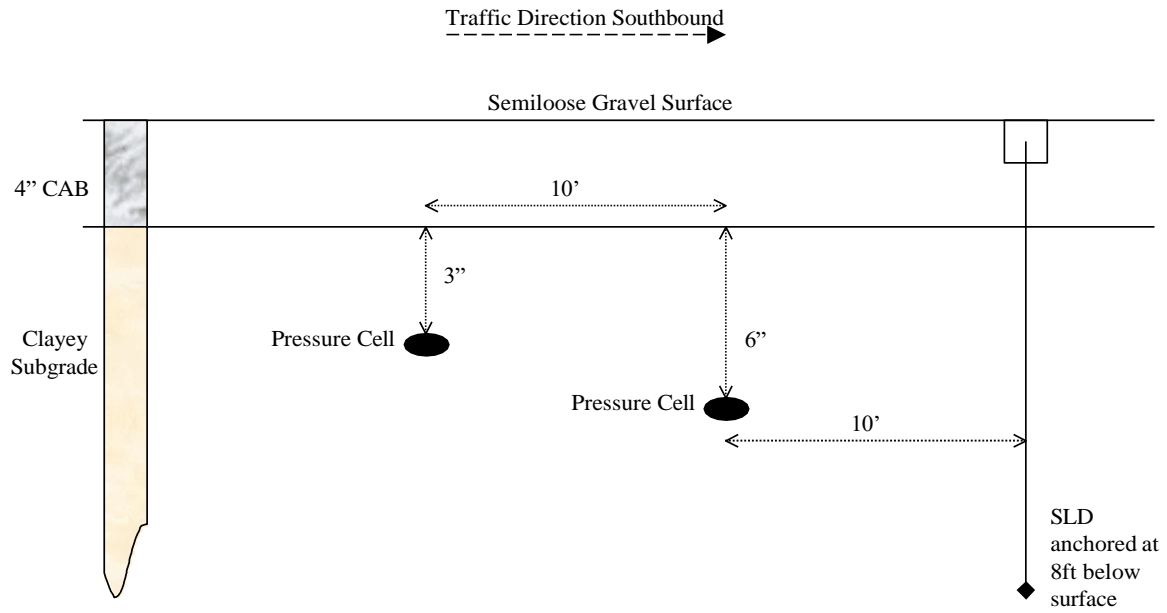 Traffic Direction Southbound
Semiloose Gravel Surface
4” CAB
10’
3”
Pressure Cell
6”
Clayey
Subgrade
Pressure Cell
10’
SLD
anchored at
8ft below
surface